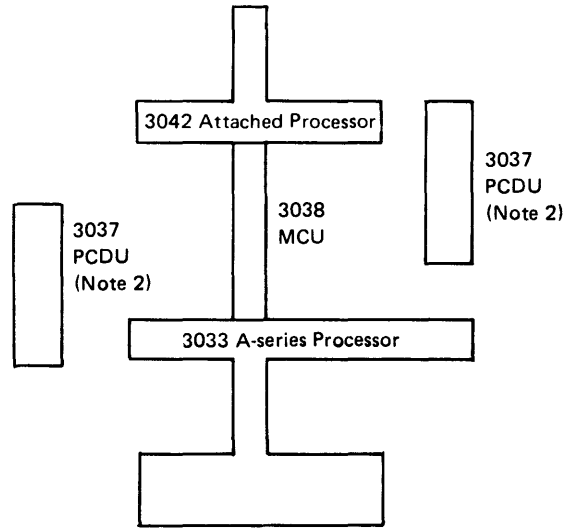 3042 Attached Processor
3037
PCDU
(Note 2)
3038
MCU
3037
PCDU
(Note 2)
3033 A-series Processor